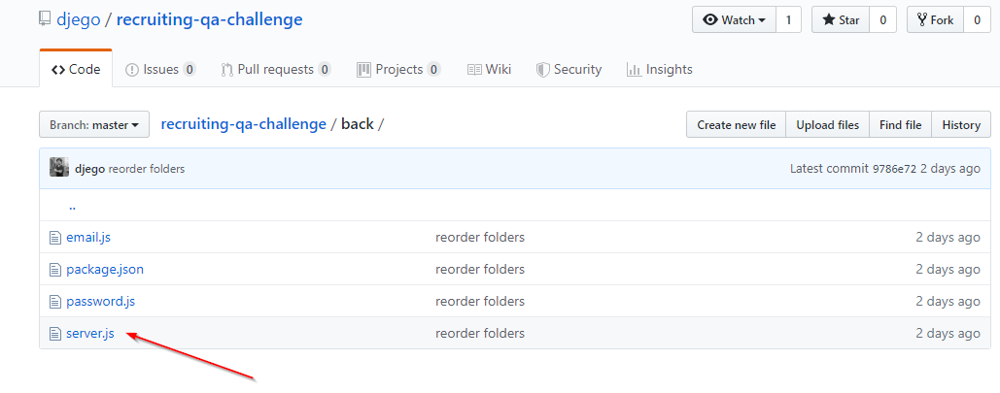 djego / recruiting-qa-challenge
Watch 1 Star 0 Fork 0
Code Issues 0 Pull requests 0 Projects 0 Wiki Security Insights
Branch: master recruiting-qa-challenge / back / Create new file Upload files Find file History
djego reorder folders Latest commit 9786e72 2 days ago
..
email.js reorder folders 2 days ago
package.json reorder folders 2 days ago
password.js reorder folders 2 days ago
server.js reorder folders 2 days ago